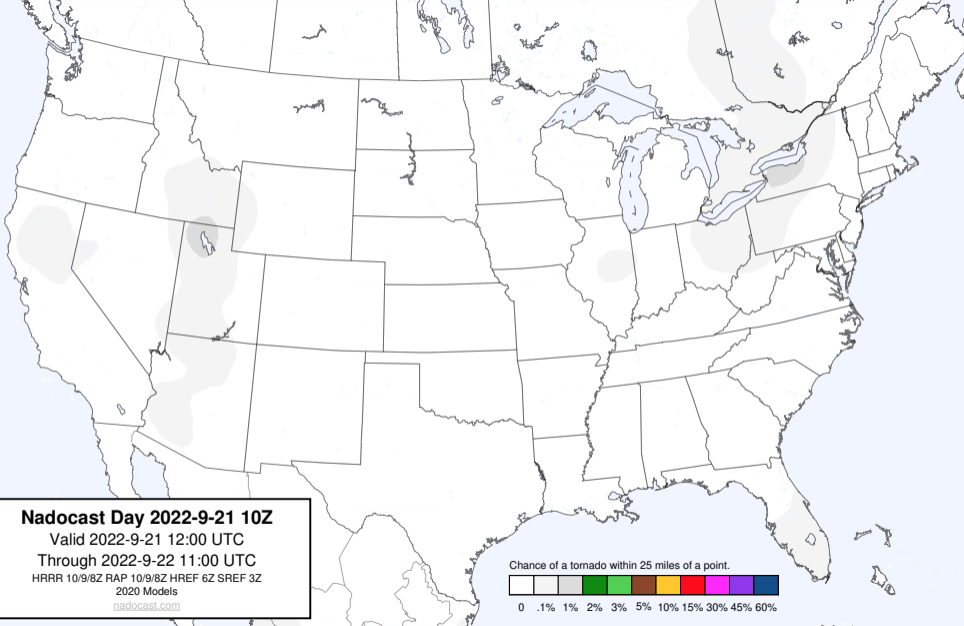 Nadocast Day 2022-9-21 10Z
Valid 2022-9-21 12:00 UTC
Through 2022-9-22 11:00 UTC
HRRR 10/9/8Z RAP 10/9/8Z HREF 6Z SREF 3Z
2020 Models
nadocast.com
Chance of a tornado within 25 miles of a point.
0 .1% 1% 2% 3% 5% 10% 15% 30% 45% 60%